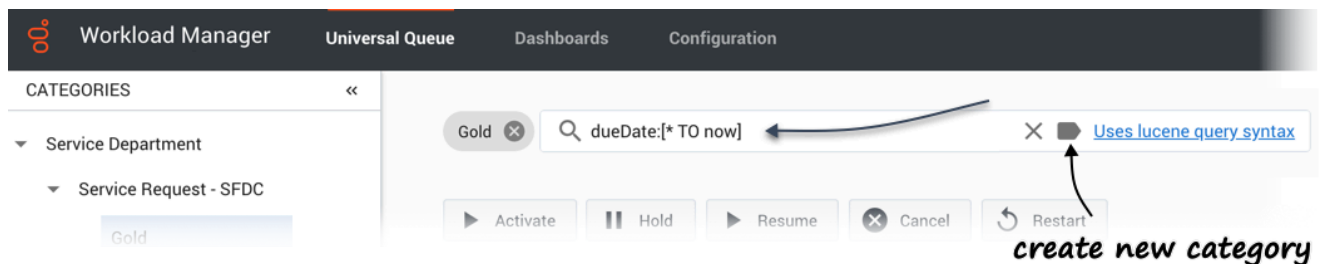 Workload Manager Universal Queue Dashboards Configuration
CATEGORIES «
Service Department
Gold dueDate:[* TO now] Uses lucene query syntax
Service Request - SFDC
Activate Hold Resume Cancel Restart
Gold
create new category